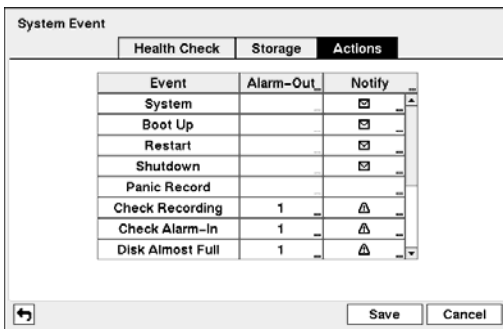 System Event
Health Check Storage Actions
Event Alarm-Out Notify
System
Boot Up
Restart
Shutdown
Panic Record
Check Recording 1
Check Alarm-In 1
Disk Almost Full 1
Save Cancel